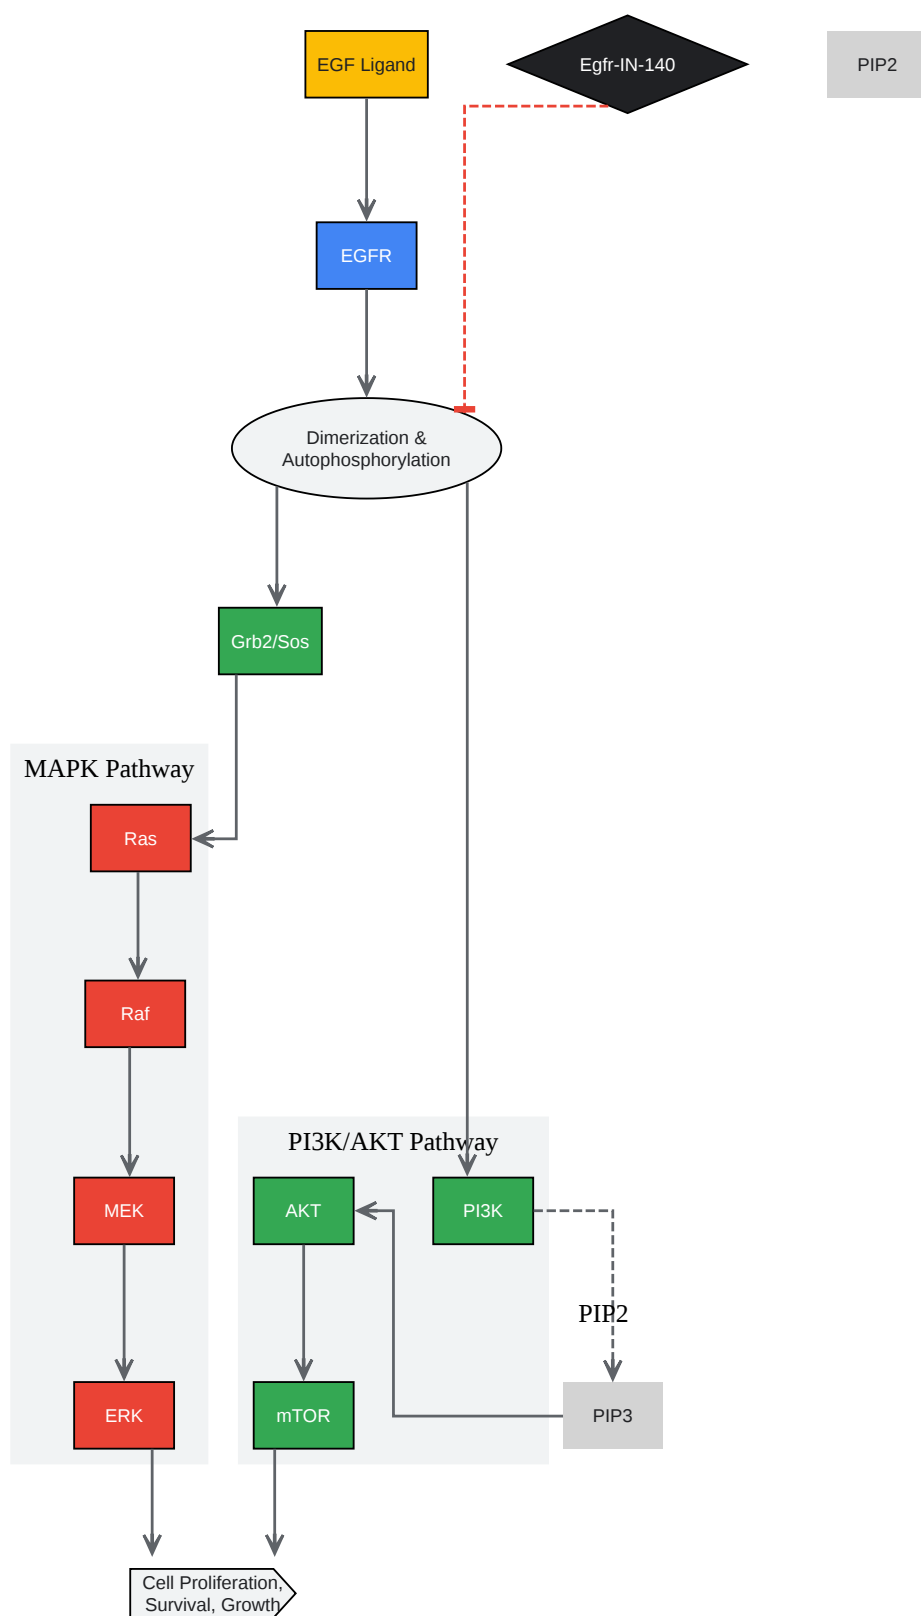 EGF Ligand
Egfr-IN-140
PIP2
EGFR
Dimerization &
Autophosphorylation
Grb2/Sos
MAPK Pathway
Ras
Raf
PI3K/AKT Pathway
MEK
AKT
PI3K
PIP2
ERK
mTOR
PIP3
Cell Proliferation,
Survival, Growth